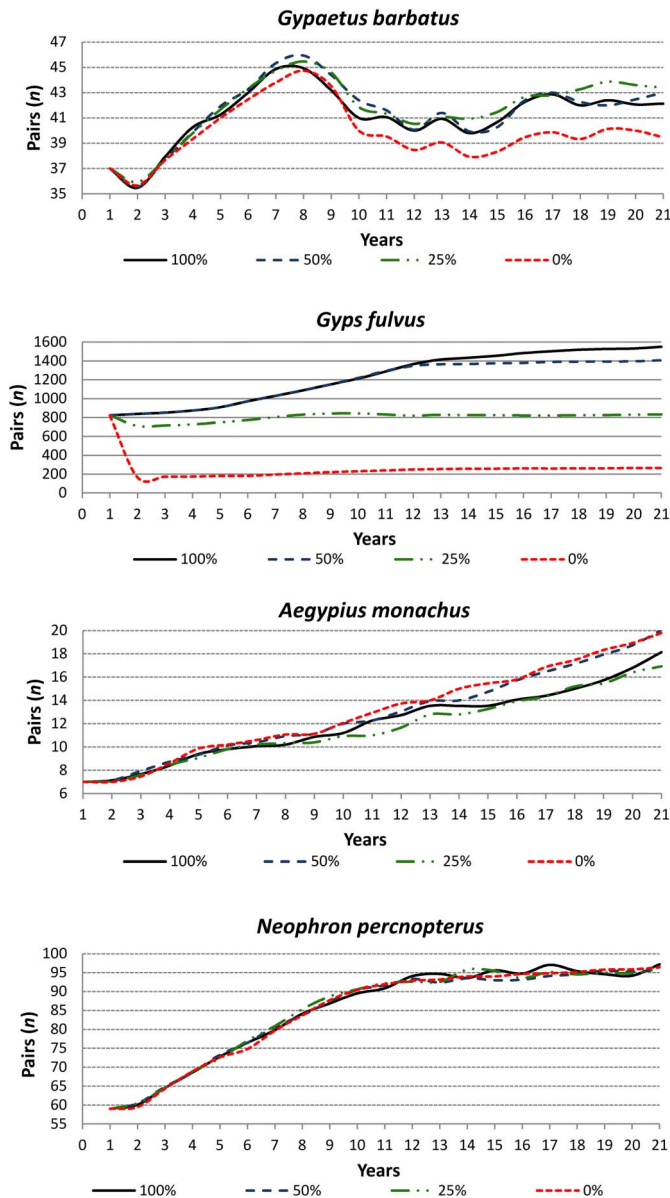 Gypaetus barbatus
47
45
43
41
39
37
35
Pairs (n)
0 1 2 3 4 5 6 7 8 9 10 11 12 13 14 15 16 17 18 19 20 21
Years
100% 50% 25% 0%
Gyps fulvus
1600
1400
1200
1000
800
600
400
200
0
Pairs (n)
0 1 2 3 4 5 6 7 8 9 10 11 12 13 14 15 16 17 18 19 20 21
Years
100% 50% 25% 0%
Aegypius monachus
20
18
16
14
12
10
8
6
Pairs (n)
1 2 3 4 5 6 7 8 9 10 11 12 13 14 15 16 17 18 19 20 21
Years
100% 50% 25% 0%
Neophron percnopterus
100
95
90
85
80
75
70
65
60
55
Pairs (n)
0 1 2 3 4 5 6 7 8 9 10 11 12 13 14 15 16 17 18 19 20 21
Years
100% 50% 25% 0%